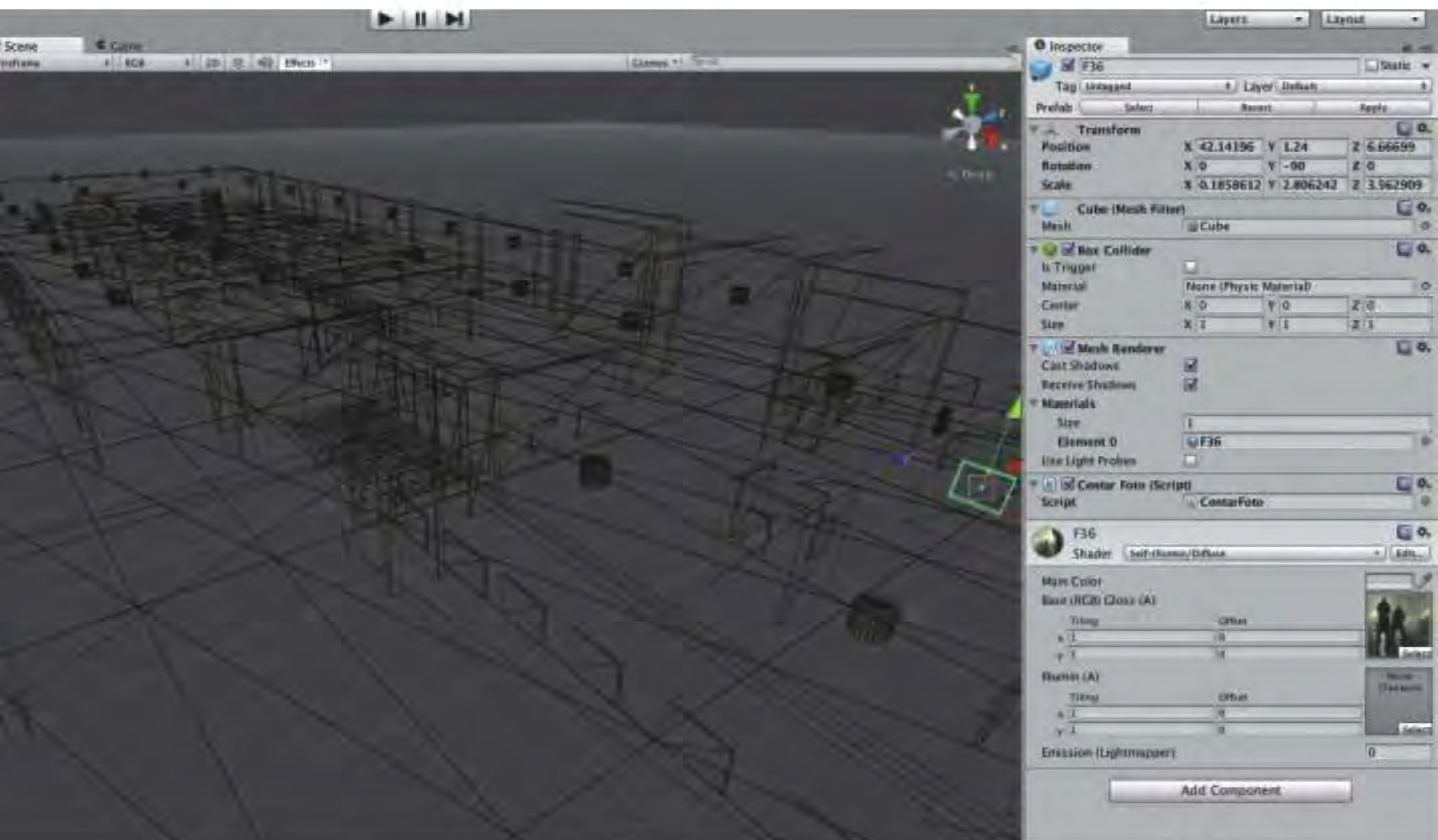 Layers Layout
Scene Game
RGB 2D Effects Gizmos
Inspector
F36 Static
Tag Untagged Layer Default
Prefab Select Revert Apply
Transform
Position X 42.14196 Y 1.24 Z 6.66699
Rotation X 0 Y -90 Z 0
Scale X 0.1858612 Y 2.806242 Z 3.562909
Cube (Mesh Filter)
Mesh Cube
Box Collider
Is Trigger
Material None (Physic Material)
Center X 0 Y 0 Z 0
Size X 1 Y 1 Z 1
Mesh Renderer
Cast Shadows
Receive Shadows
Materials
Size 1
Element 0 F36
Use Light Probes
Script
F36
Shader Self-Illumin/Diffuse Edit...
Main Color
Base (RGB) Gloss (A)
Tiling Offset
x 1 0
y 1 0
Select
Illumin (A)
None (Texture)
Tiling Offset
x 1 0
y 1 0
Select
Emission (Lightmapper) 0
Add Component